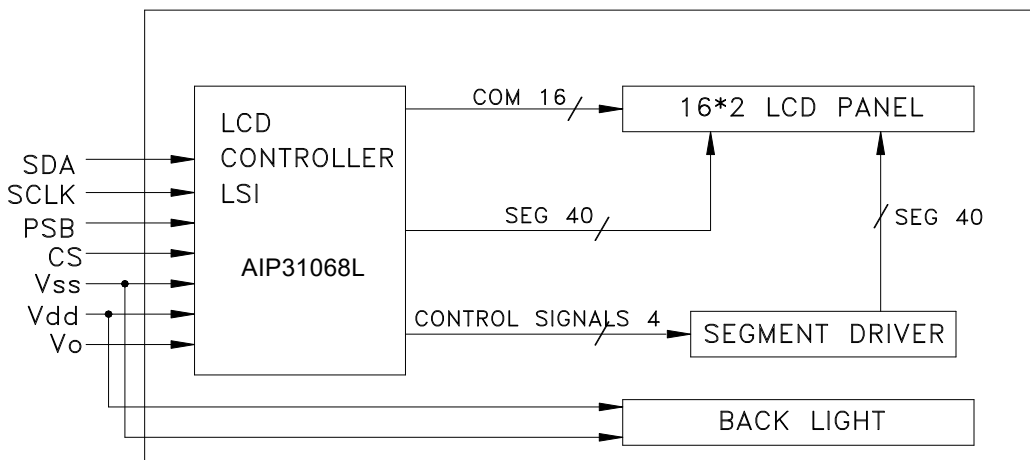 COM 16
16*2 LCD PANEL
LCD
CONTROLLER
LSI
AIP31068L
SDA
SCLK
PSB
CS
Vss
Vdd
Vo
SEG 40
SEG 40
CONTROL SIGNALS 4
SEGMENT DRIVER
BACK LIGHT